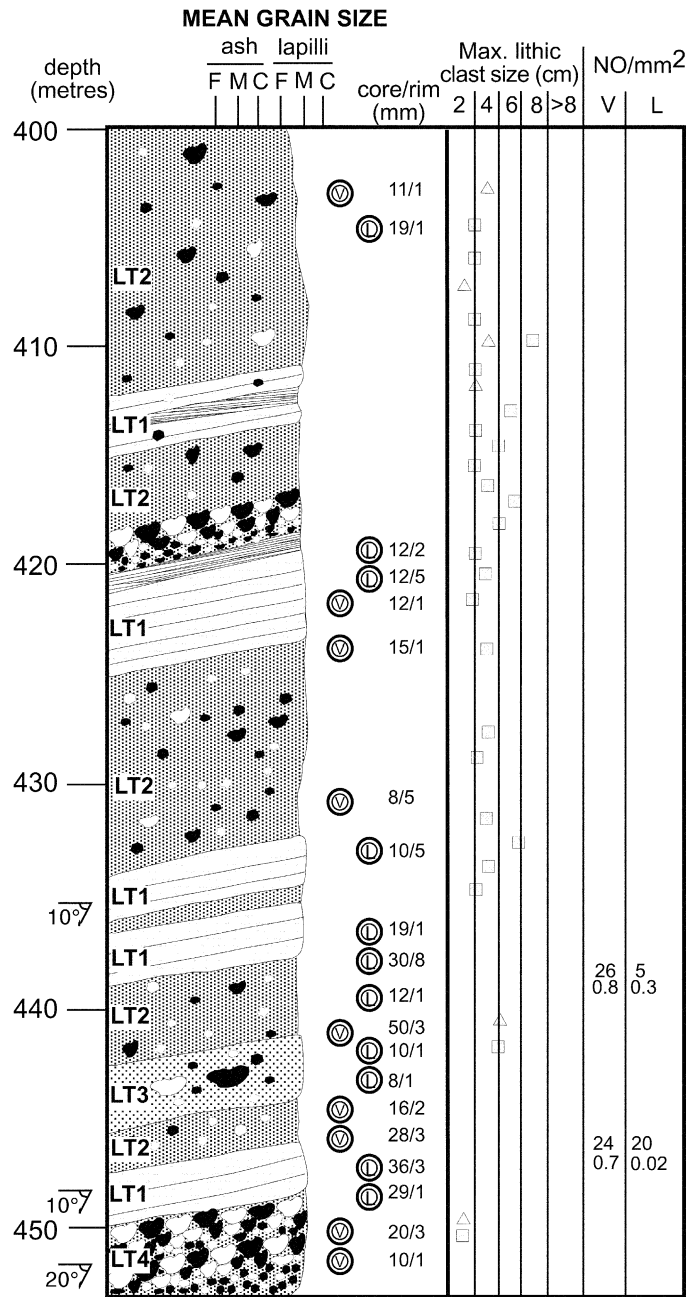 MEAN GRAIN SIZE
ash lapilli
F M C F M C
depth
(metres)
core/rim
(mm)
Max. lithic
clast size (cm)
2 4 6 8 >8
NO/mm2
V L
400
V 11/1
L 19/1
LT2
410
LT1
LT2
420
L 12/2
L 12/5
V 12/1
LT1
V 15/1
430
LT2
V 8/5
L 10/5
LT1
10°
L 19/1
LT1
L 30/8
26 5
0.8 0.3
L 12/1
440
LT2
V 50/3
L 10/1
L 8/1
LT3
V 16/2
V 28/3
LT2
24 20
0.7 0.02
L 36/3
LT1
L 29/1
10°
450
V 20/3
LT4
V 10/1
20°